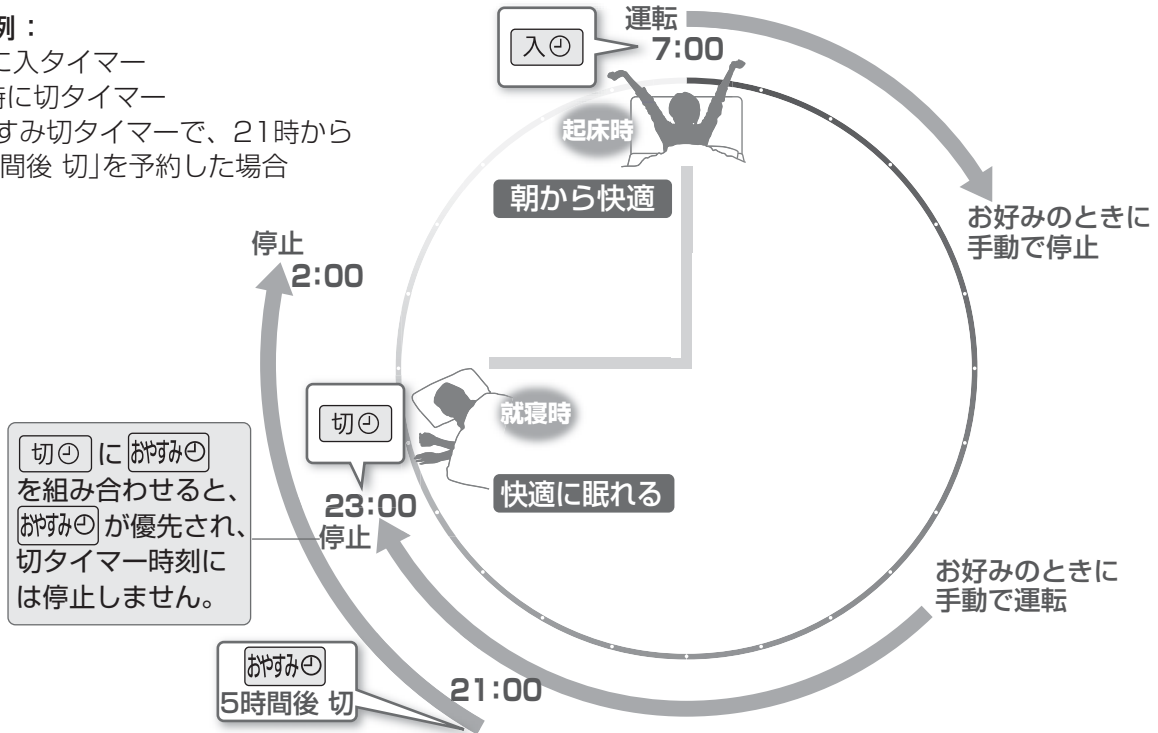 例：
に入タイマー
時に切タイマー
すみ切タイマーで、21時から
間後 切」を予約した場合
入
運転
7:00
起床時
朝から快適
お好みのときに
手動で停止
停止
2:00
切
就寝時
快適に眠れる
切 に おやすみ
を組み合わせると、
おやすみ が優先され、
切タイマー時刻に
は停止しません。
23:00
停止
お好みのときに
手動で運転
おやすみ
5時間後 切
21:00